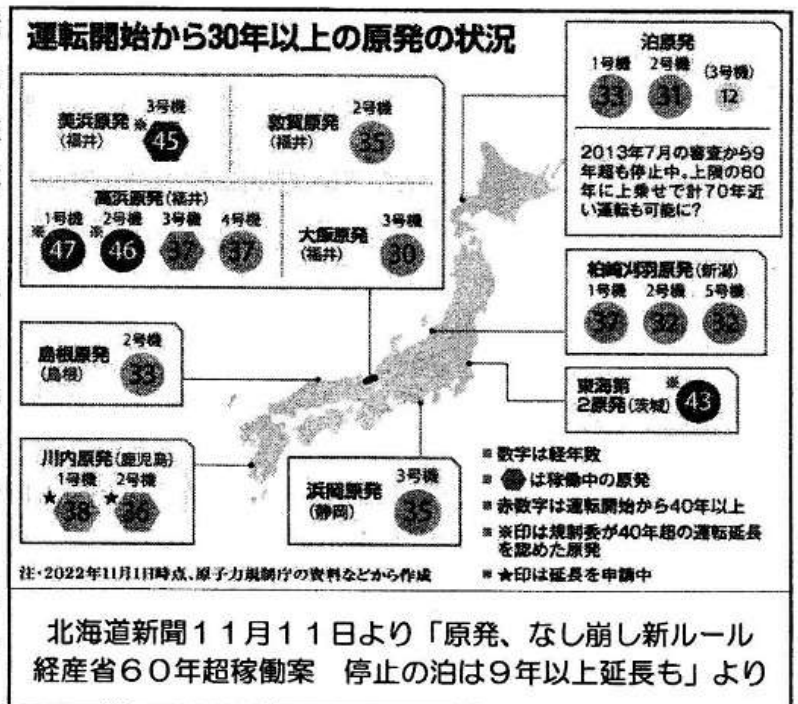 運転開始から30年以上の原発の状況
美浜原発
(福井)
3号機
※
45
敦賀原発
(福井)
2号機
35
高浜原発(福井)
1号機 2号機 3号機 4号機
※ ※
47 46 37 37
大飯原発
(福井)
3号機
30
泊原発
1号機 2号機 (3号機)
33 31 12
2013年7月の審査から9
年超も停止中。上限の60
年に上乗せで計70年近
い運転も可能に?
柏崎刈羽原発(新潟)
1号機 2号機 5号機
32 32
島根原発
(島根)
2号機
33
東海第
2原発(茨城)
※
43
川内原発(鹿児島)
1号機 2号機
★ ★
38 36
浜岡原発
(静岡)
3号機
35
※数字は経年数
※は稼働中の原発
※赤数字は運転開始から40年以上
※※印は規制委が40年超の運転延長
を認めた原発
※★印は延長を申請中
注・2022年11月1日時点、原子力規制庁の資料などから作成
北海道新聞11月11日より「原発、なし崩し新ルール
経産省60年超稼働案 停止の泊は9年以上延長も」より